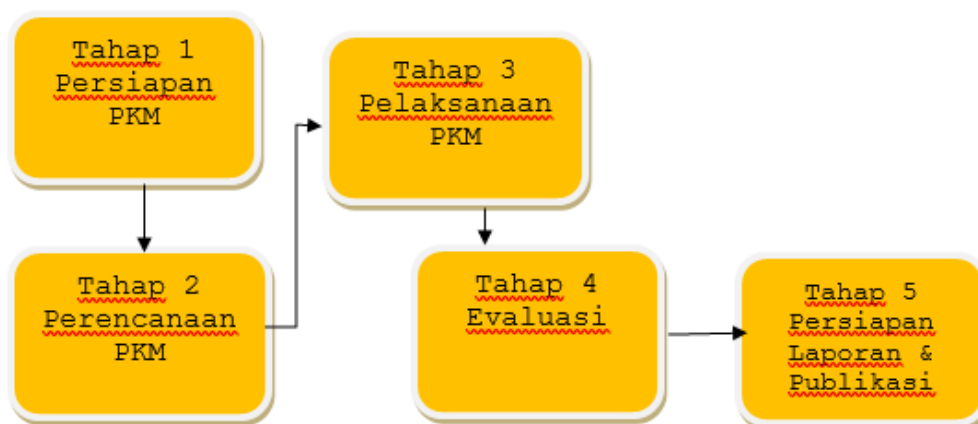 Tahap 1
Persiapan
PKM
Tahap 2
Perencanaan
PKM
Tahap 3
Pelaksanaan
PKM
Tahap 4
Evaluasi
Tahap 5
Persiapan
Laporan &
Publikasi